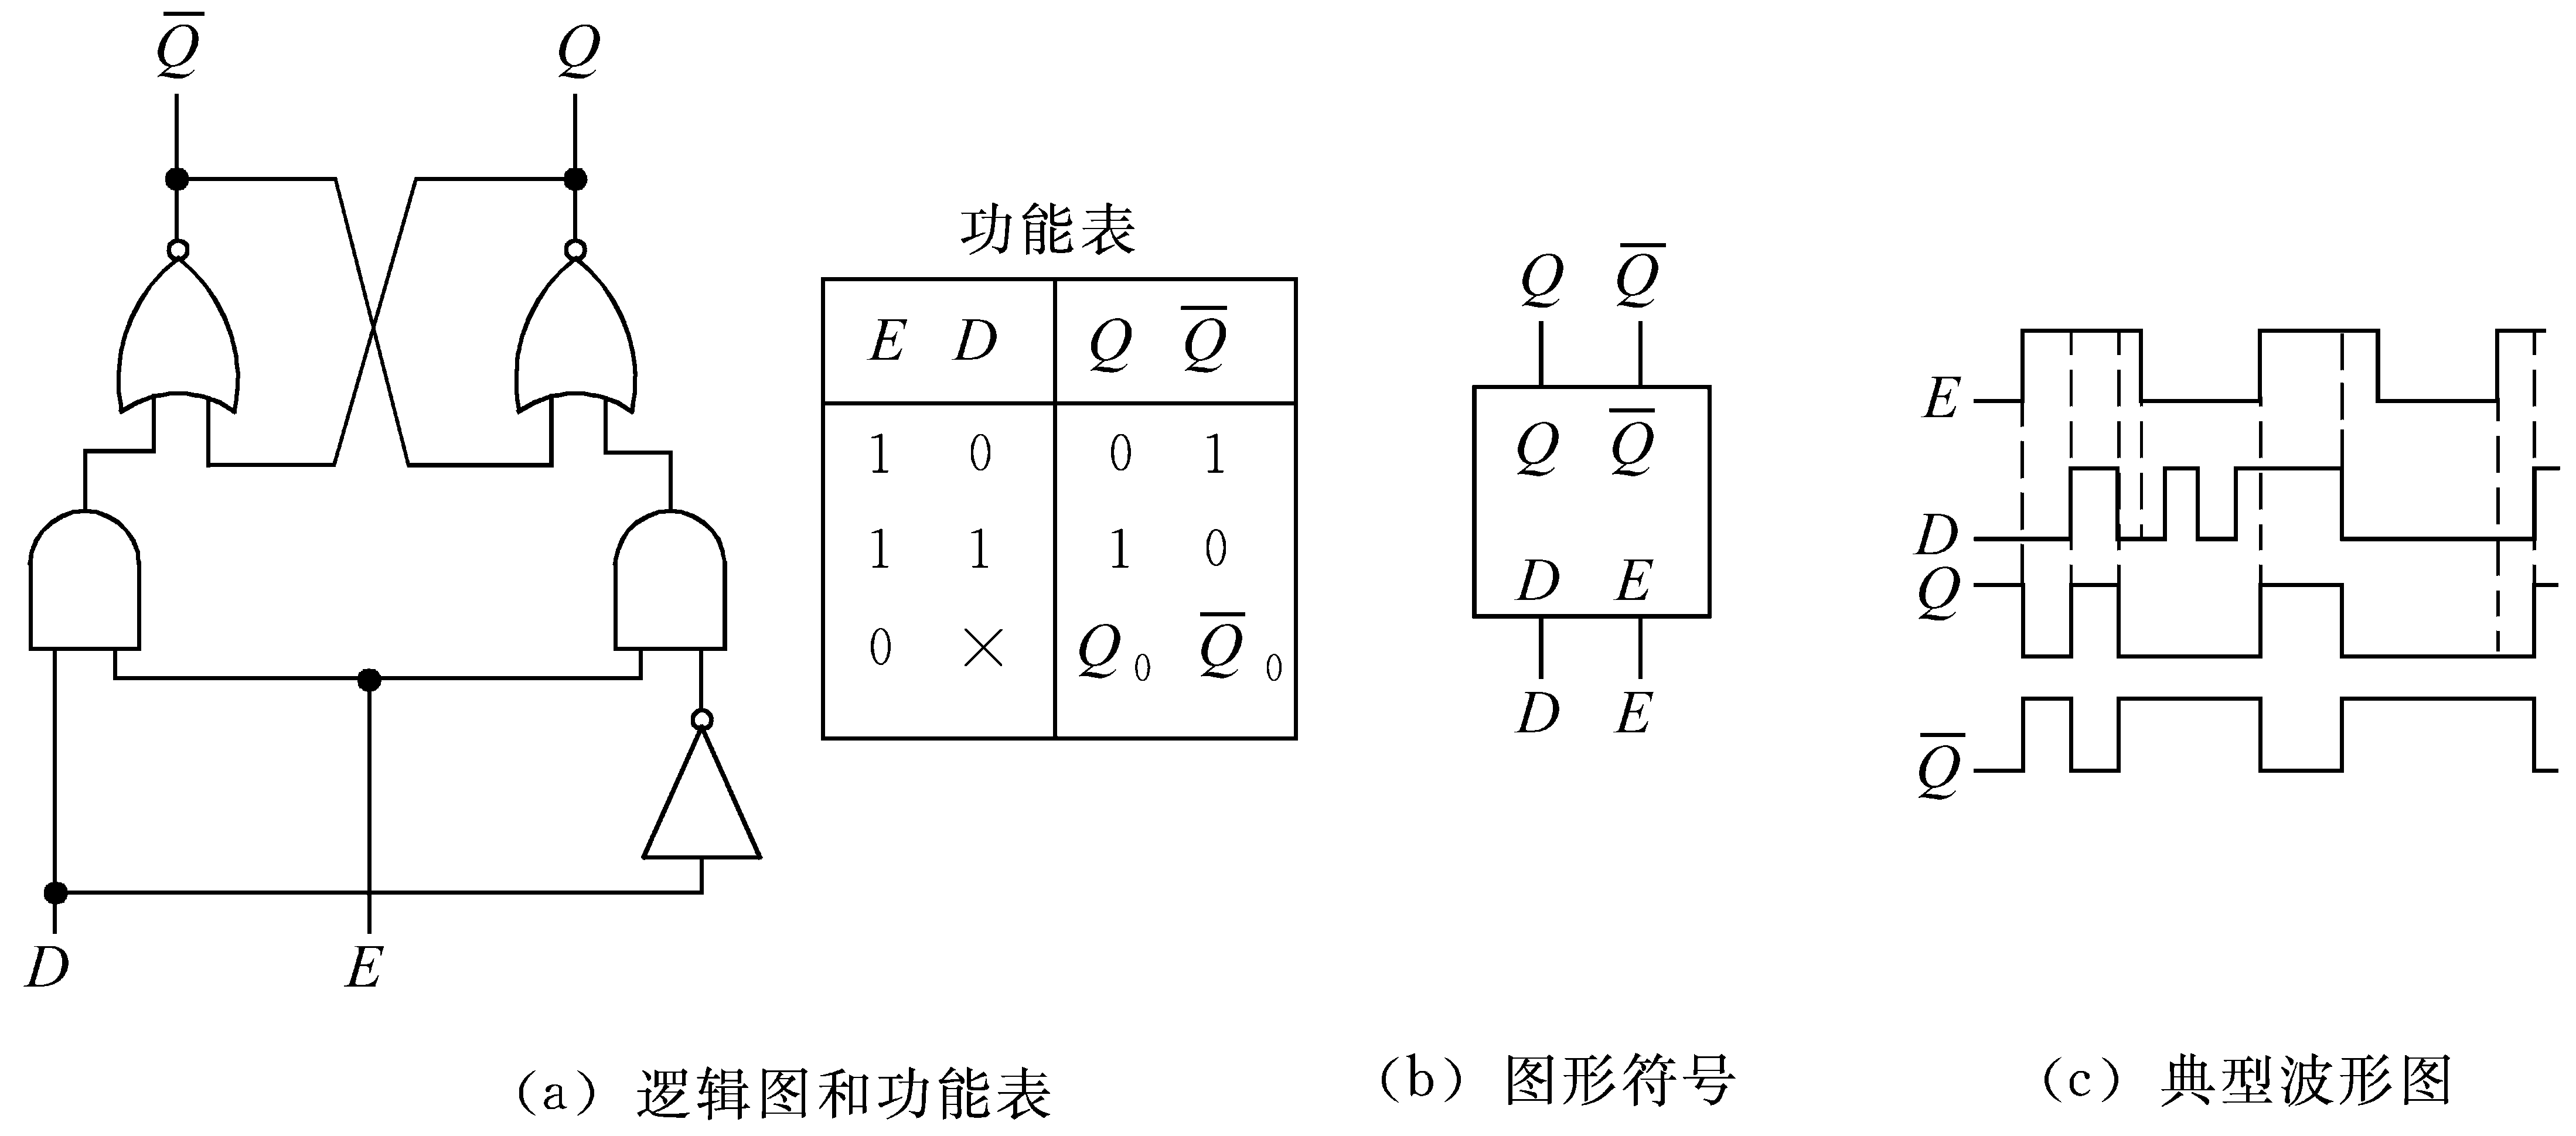 Q̅ Q
功能表
E D Q Q̅
1 0 0 1
1 1 1 0
0 × Q₀ Q̅₀
D E
Q Q̅
Q Q̅
D E
D E
E
D
Q
Q̅
(a) 逻辑图和功能表
(b) 图形符号
(c) 典型波形图